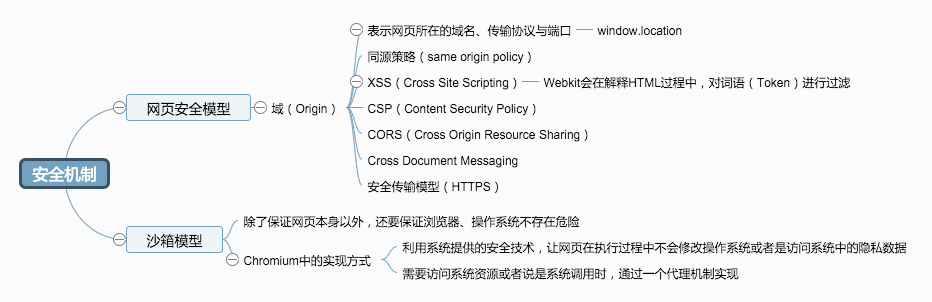 表示网页所在的域名、传输协议与端口
window.location
同源策略（same origin policy）
XSS（Cross Site Scripting）
Webkit会在解释HTML过程中，对词语（Token）进行过滤
网页安全模型
域（Origin）
CSP（Content Security Policy）
CORS（Cross Origin Resource Sharing）
Cross Document Messaging
安全机制
安全传输模型（HTTPS）
除了保证网页本身以外，还要保证浏览器、操作系统不存在危险
沙箱模型
Chromium中的实现方式
利用系统提供的安全技术，让网页在执行过程中不会修改操作系统或者是访问系统中的隐私数据
需要访问系统资源或者说是系统调用时，通过一个代理机制实现